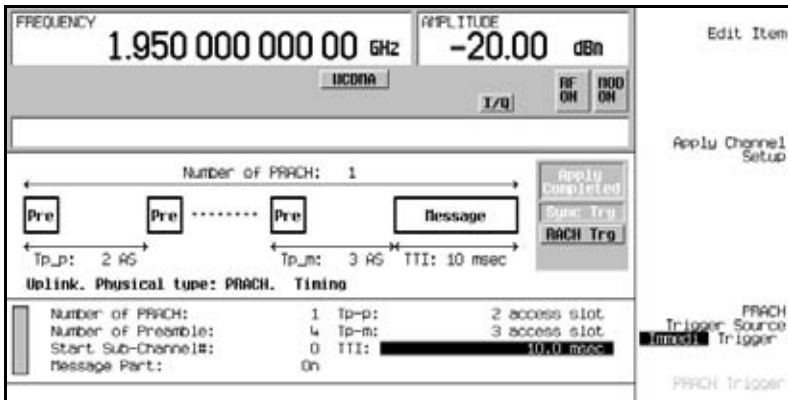 FREQUENCY
1.950 000 000 00 GHz
AMPLITUDE
-20.00 dBm
Edit Item
WCDMA
I/Q
RF ON
MOD ON
Apply Channel Setup
Number of PRACH: 1
Apply Completed
Pre Pre Pre Message
Sync Trg
RACH Trg
Tp_p: 2 AS Tp_m: 3 AS TTI: 10 msec
Uplink. Physical type: PRACH. Timing
Number of PRACH: 1 Tp-p: 2 access slot
Number of Preamble: 4 Tp-m: 3 access slot
Start Sub-Channel#: 0 TTI: 10.0 msec
Message Part: On
PRACH
Trigger Source
Immedi Trigger
PRACH Trigger